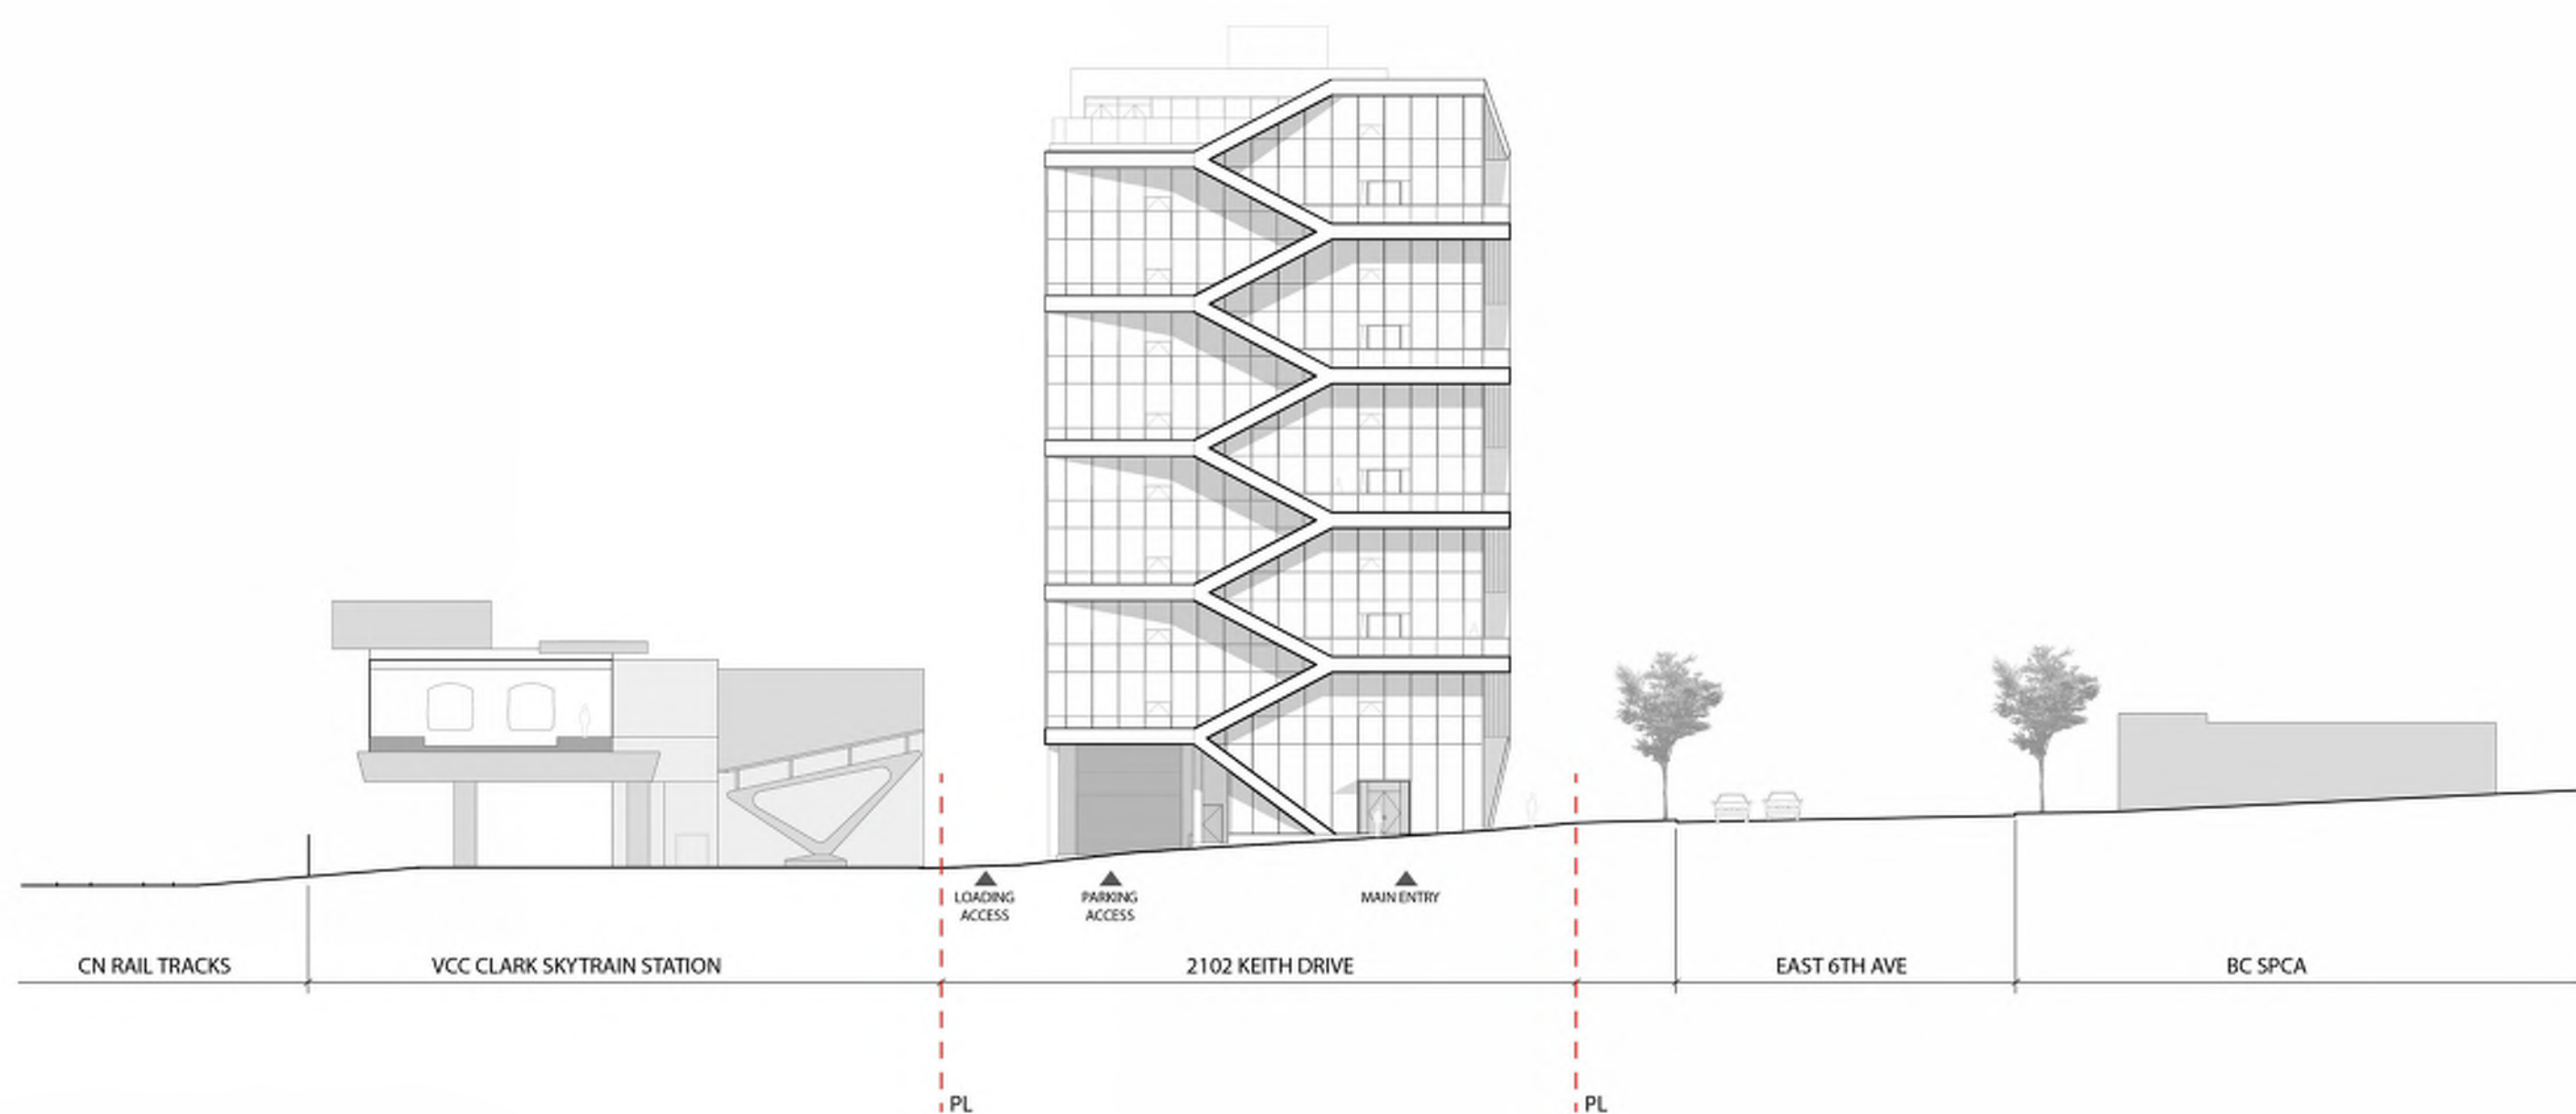 LOADING
ACCESS
PARKING
ACCESS
MAIN ENTRY
CN RAIL TRACKS
VCC CLARK SKYTRAIN STATION
2102 KEITH DRIVE
EAST 6TH AVE
BC SPCA
PL
PL